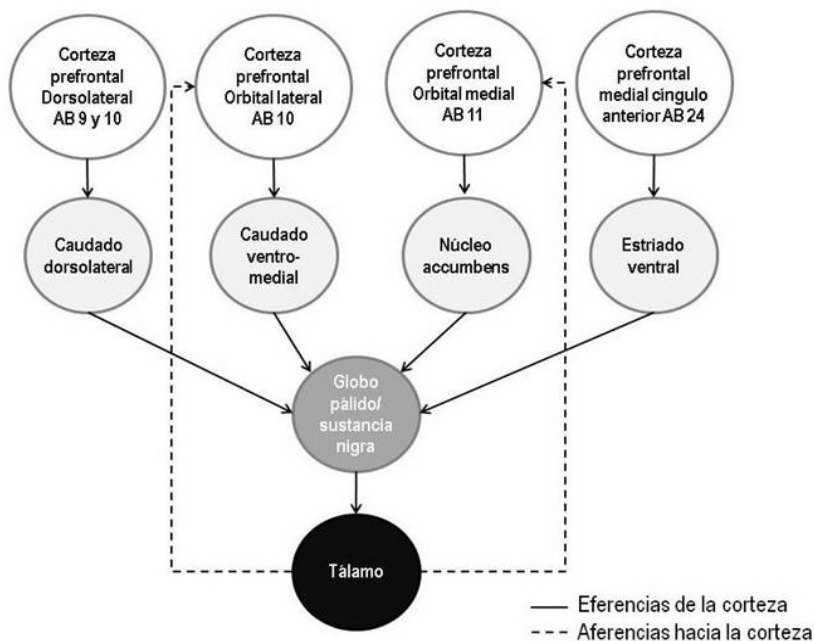 Corteza
prefrontal
Dorsolateral
AB 9 y 10
Corteza
prefrontal
Orbital lateral
AB 10
Corteza
prefrontal
Orbital medial
AB 11
Corteza
prefrontal
medial cingulo
anterior AB 24
Caudado
dorsolateral
Caudado
ventro-
medial
Núcleo
accumbens
Estriado
ventral
Globo
pàlido/
sustancia
nigra
Tálamo
Eferencias de la corteza
Aferencias hacia la corteza